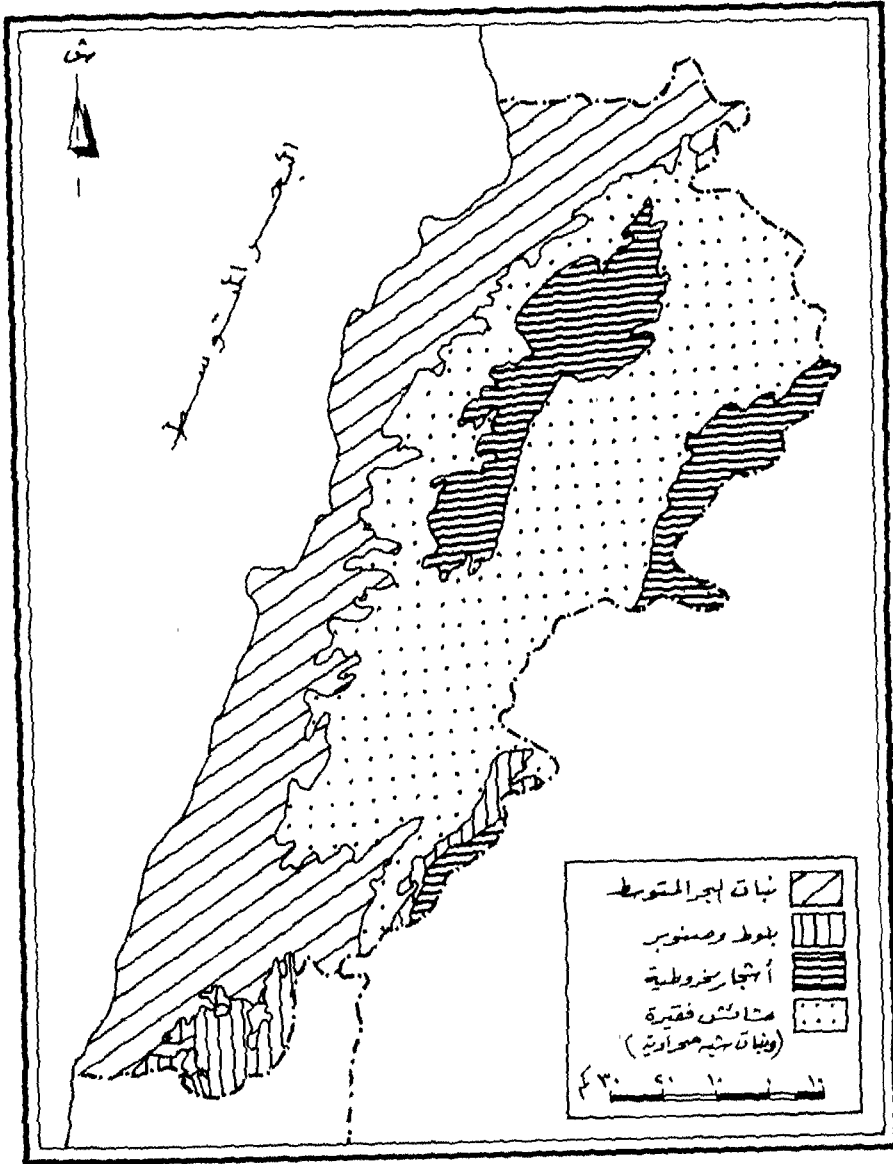 ش
البحر المتوسط
نبات البحر المتوسط
بلوط وصنوبر
أشجار مخروطية
حشائش فقيرة
(ونبات شبه صحراوية)
١٠ ٠ ١٠ ٢٠ ٣٠ كم